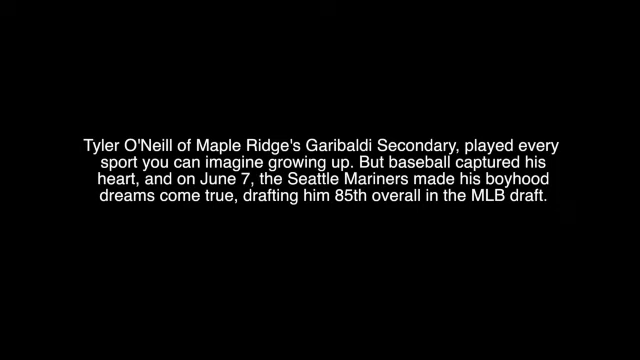 Tyler O'Neill of Maple Ridge's Garibaldi Secondary, played every
sport you can imagine growing up. But baseball captured his
heart, and on June 7, the Seattle Mariners made his boyhood
dreams come true, drafting him 85th overall in the MLB draft.